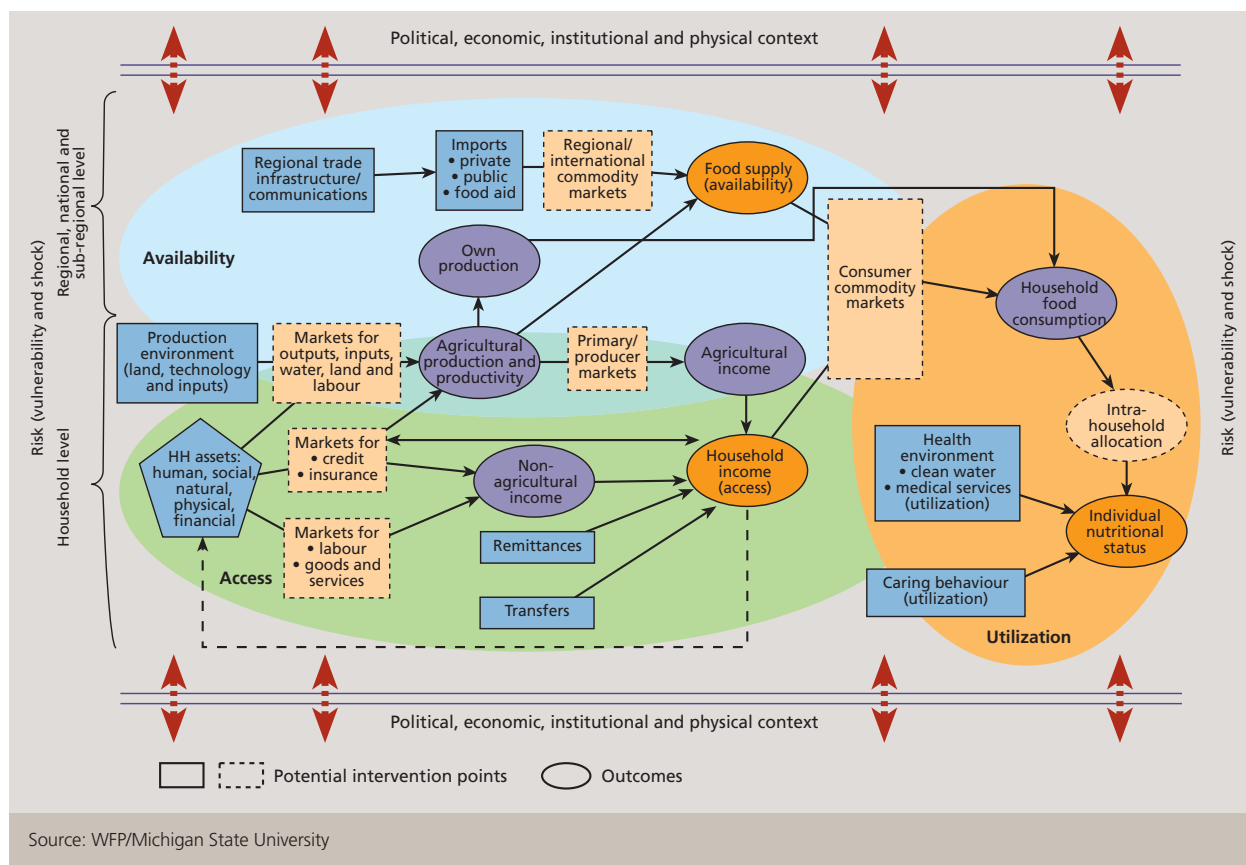 Political, economic, institutional and physical context
Risk (vulnerability and shock)
Regional, national and
sub-regional level
Household level
Regional trade
infrastructure/
communications
Imports
• private
• public
• food aid
Regional/
international
commodity
markets
Food supply
(availability)
Availability
Own
production
Consumer
commodity
markets
Household
food
consumption
Risk (vulnerability and shock)
Production
environment
(land, technology
and inputs)
Markets for
outputs, inputs,
water, land and
labour
Agricultural
production and
productivity
Primary/
producer
markets
Agricultural
income
Intra-
household
allocation
HH assets:
human, social,
natural,
physical,
financial
Markets for
• credit
• insurance
Non-
agricultural
income
Household
income
(access)
Health
environment
• clean water
• medical services
(utilization)
Individual
nutritional
status
Markets for
• labour
• goods and
services
Remittances
Access
Transfers
Caring behaviour
(utilization)
Utilization
Political, economic, institutional and physical context
Potential intervention points
Outcomes
Source: WFP/Michigan State University